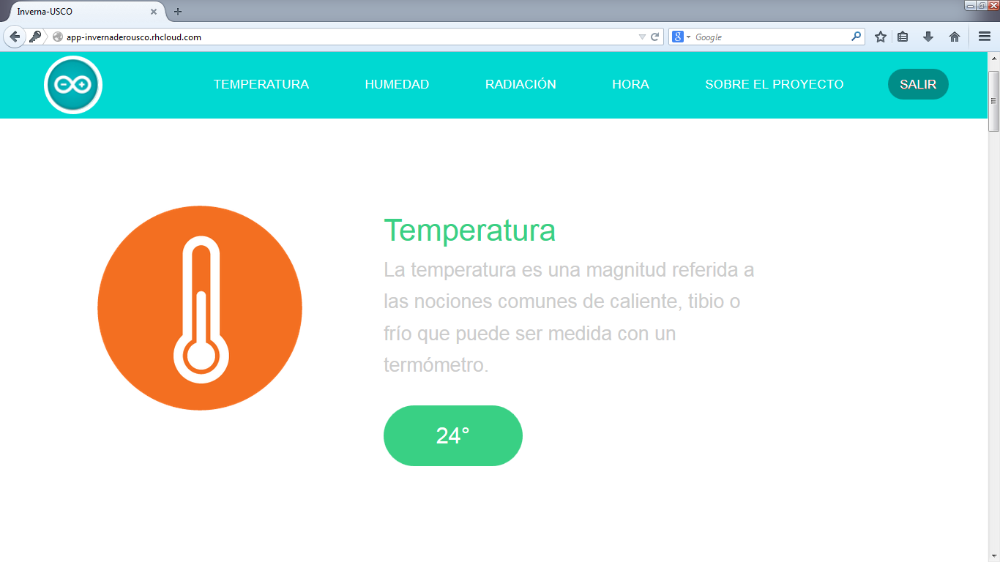 Inverna-USCO
app-invernaderousco.rhcloud.com
Google
TEMPERATURA HUMEDAD RADIACIÓN HORA SOBRE EL PROYECTO SALIR
Temperatura
La temperatura es una magnitud referida a
las nociones comunes de caliente, tibio o
frío que puede ser medida con un
termómetro.
24°